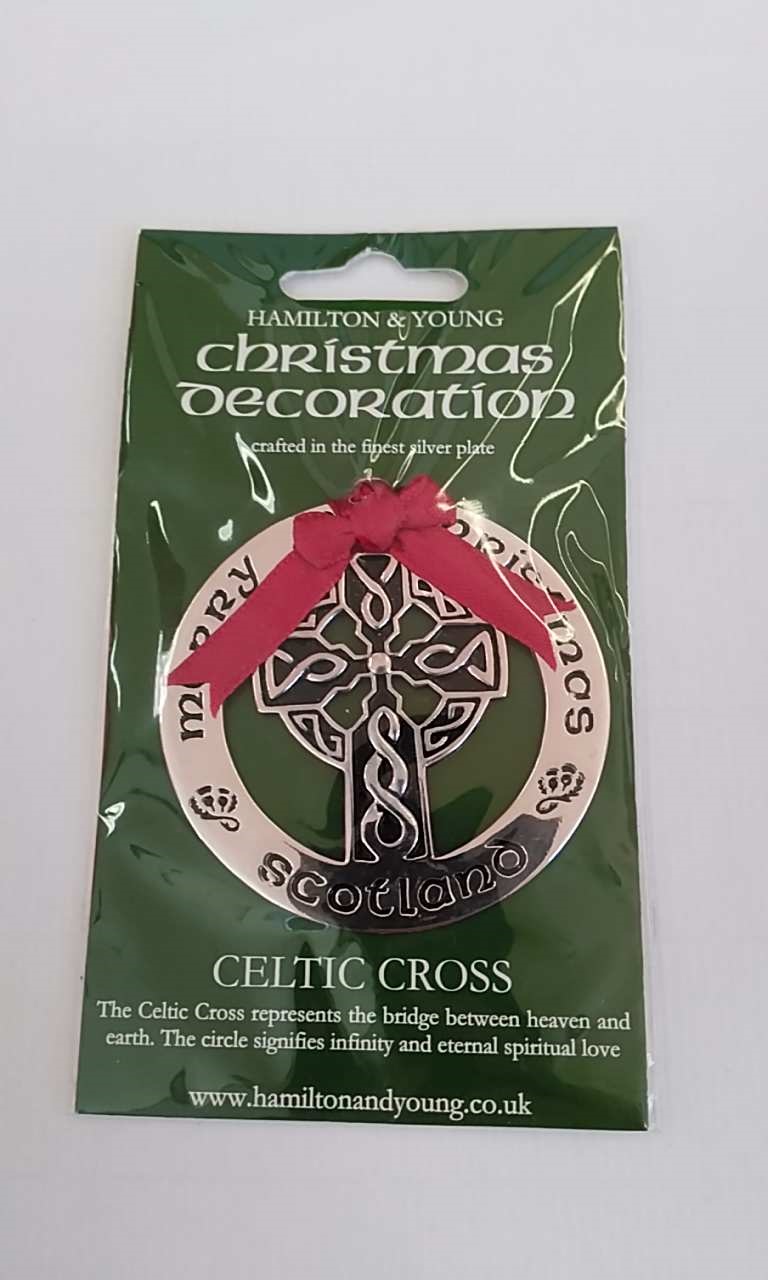 HAMILTON & YOUNG
christmas
decoration
crafted in the finest silver plate
merry
scotland
CELTIC CROSS
The Celtic Cross represents the bridge between heaven and
earth. The circle signifies infinity and eternal spiritual love
www.hamiltonandyoung.co.uk